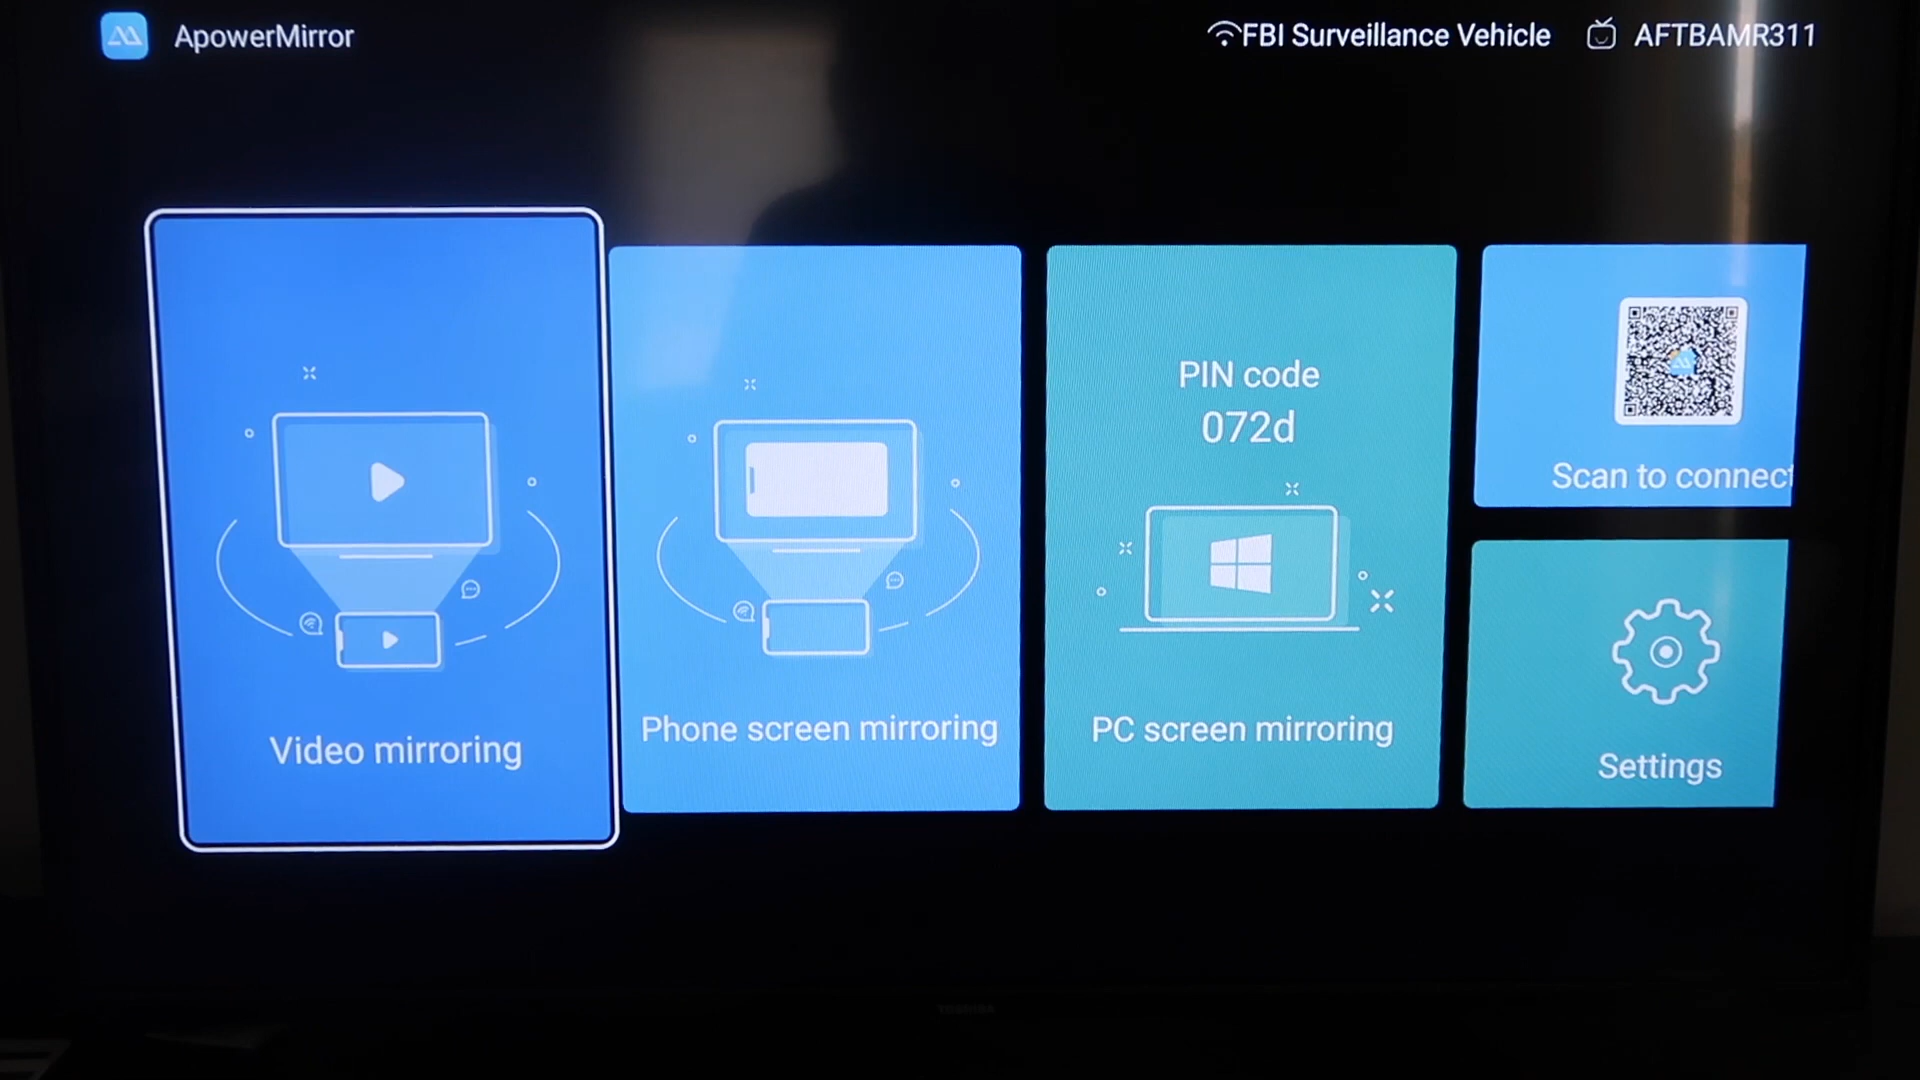 ApowerMirror
FBI Surveillance Vehicle
AFTBAMR311
Video mirroring
Phone screen mirroring
PIN code
072d
PC screen mirroring
Scan to connect
Settings
TOSHIBA